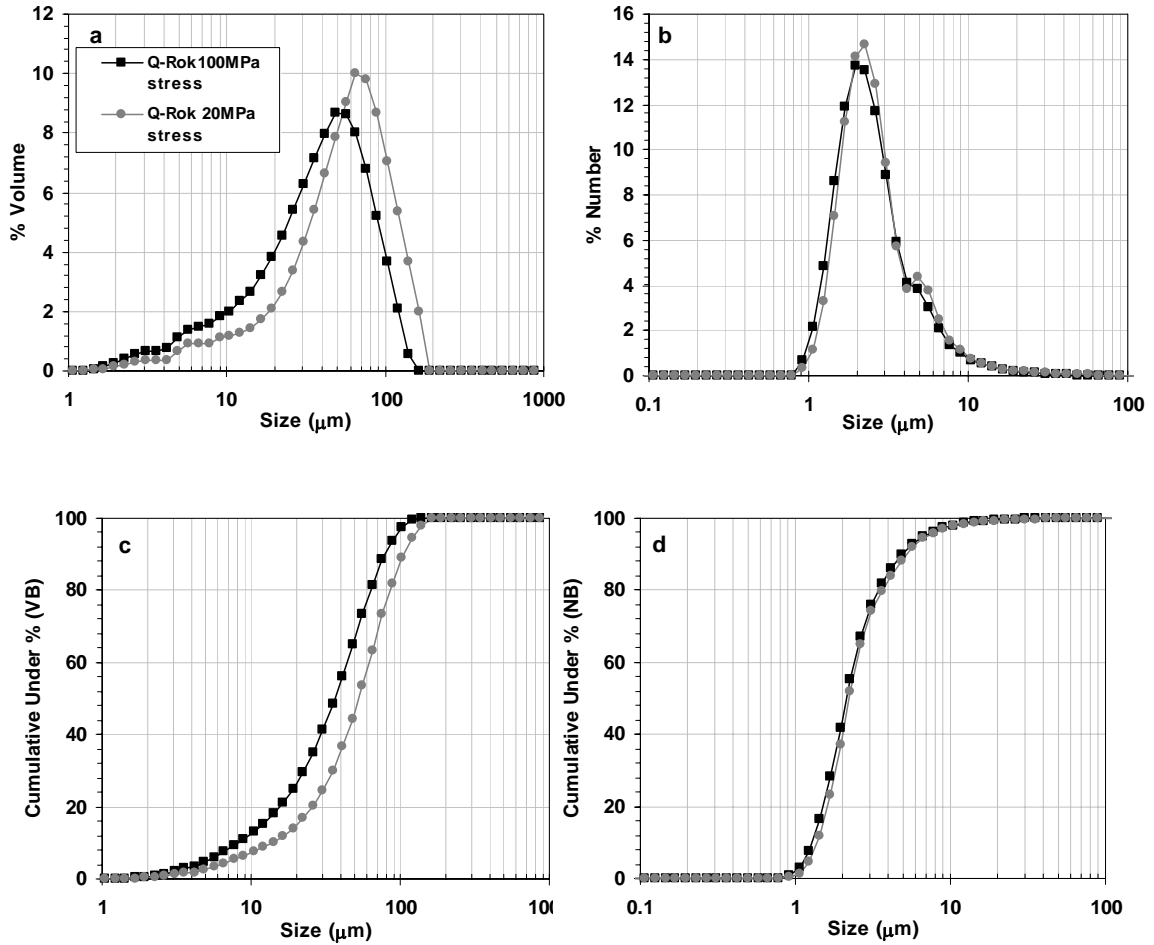 a
Q-Rok100MPa
stress
Q-Rok 20MPa
stress
% Volume
12
10
8
6
4
2
0
1 10 100 1000
Size (μm)
b
% Number
16
14
12
10
8
6
4
2
0
0.1 1 10 100
Size (μm)
c
Cumulative Under % (VB)
100
80
60
40
20
0
1 10 100 10
Size (μm)
d
Cumulative Under % (NB)
100
80
60
40
20
0
0.1 1 10 100
Size (μm)